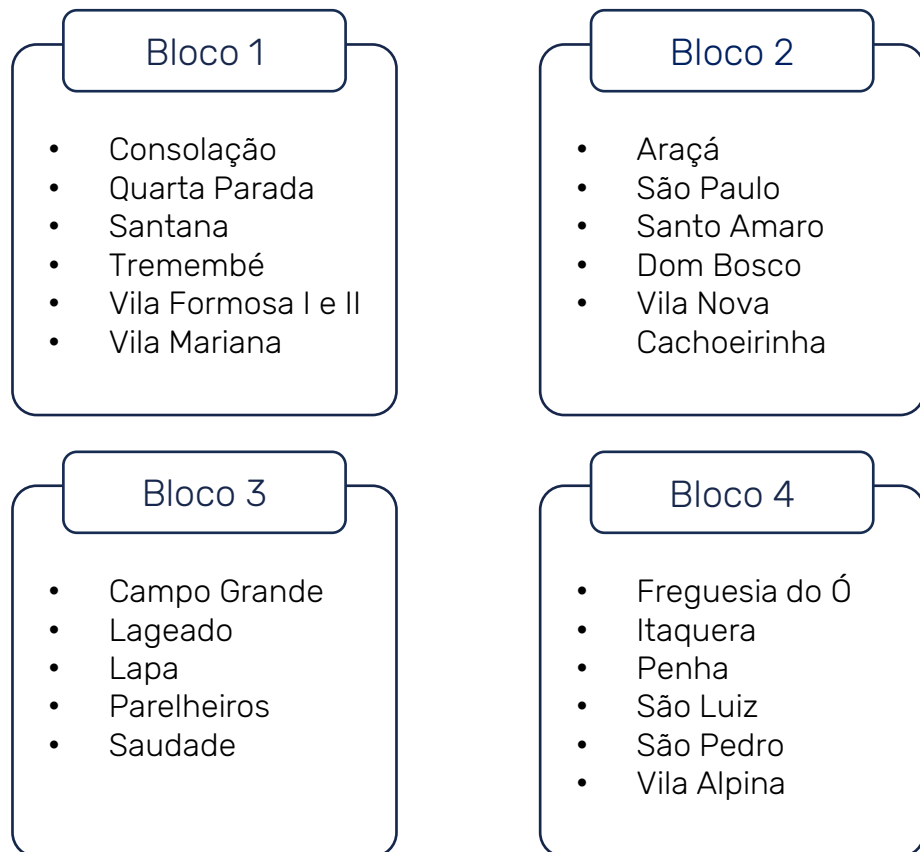 Bloco 1
• Consolação
• Quarta Parada
• Santana
• Tremembé
• Vila Formosa I e II
• Vila Mariana
Bloco 2
• Araçá
• São Paulo
• Santo Amaro
• Dom Bosco
• Vila Nova
Cachoeirinha
Bloco 3
• Campo Grande
• Lageado
• Lapa
• Parelheiros
• Saudade
Bloco 4
• Freguesia do Ó
• Itaquera
• Penha
• São Luiz
• São Pedro
• Vila Alpina